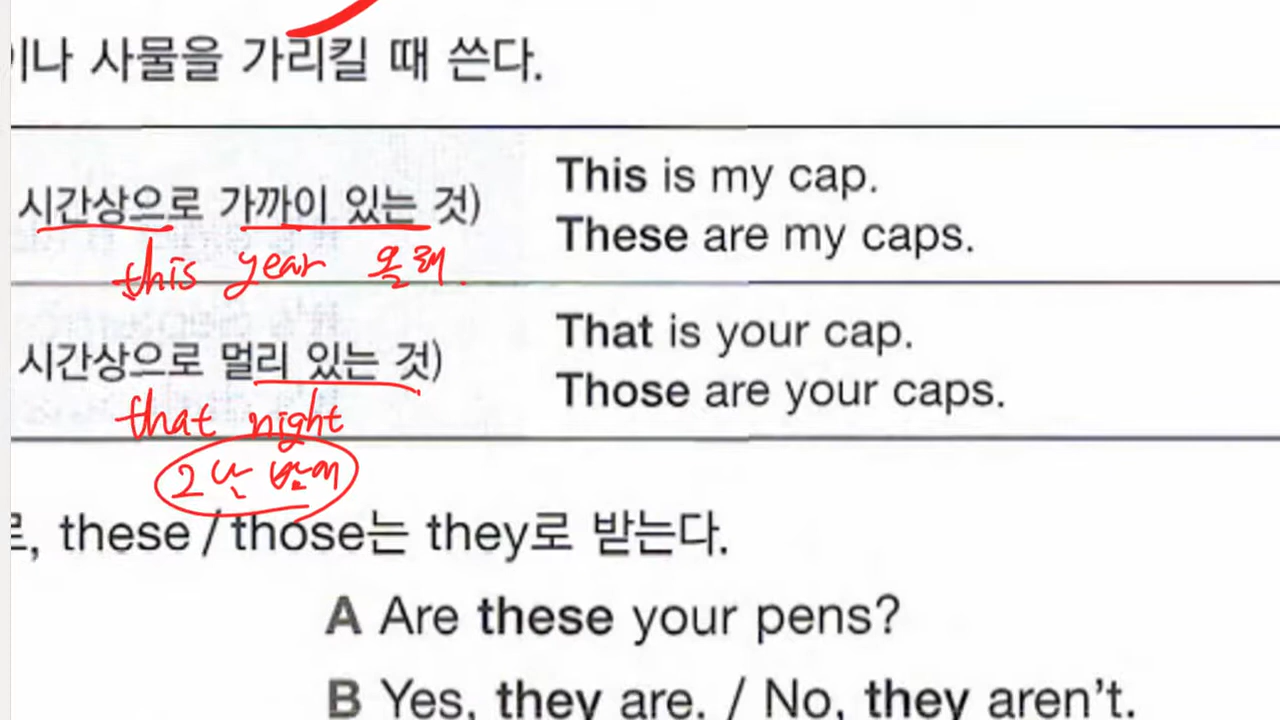 이나 사물을 가리킬 때 쓴다.
시간상으로 가까이 있는 것)
This is my cap.
These are my caps.
this year 올해.
시간상으로 멀리 있는 것)
That is your cap.
Those are your caps.
that night
그날 밤에
로, these / those는 they로 받는다.
A Are these your pens?
B Yes, they are. / No, they aren't.